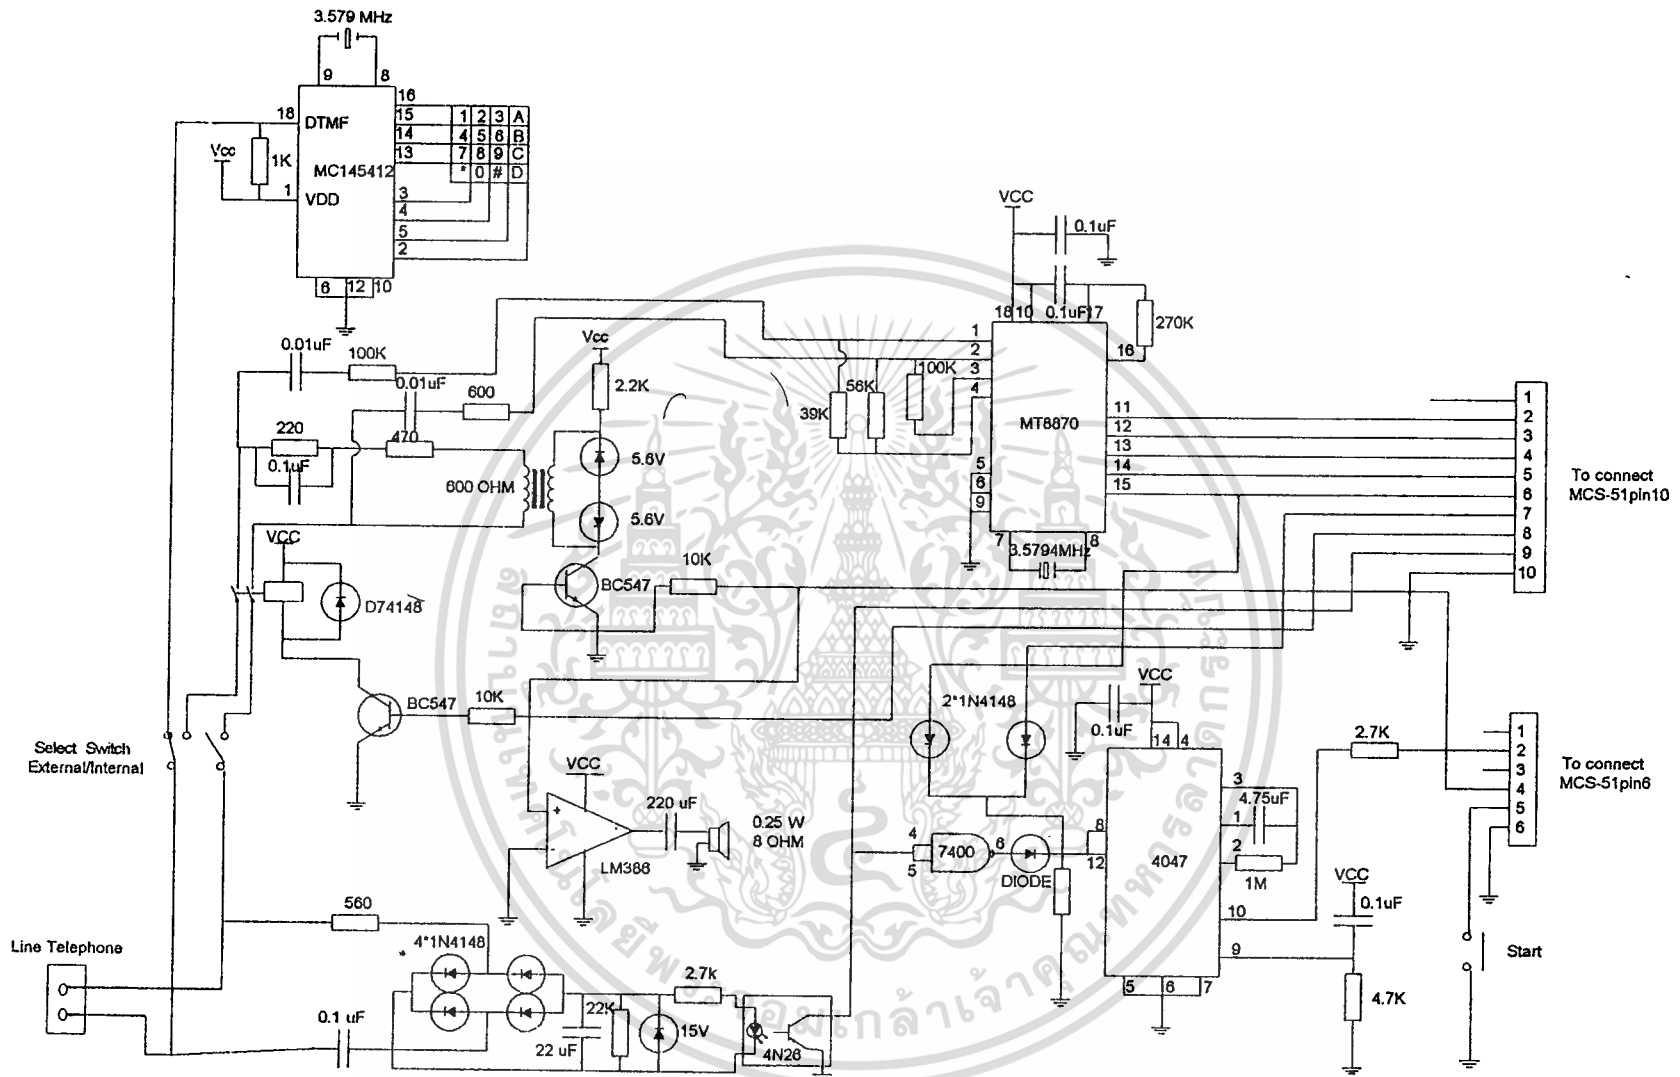 3.579 MHz
9 8
18 DTMF 16
15 1 2 3 A
14 4 5 6 B
13 7 8 9 C
* 0 # D
Vcc 1K
MC145412
1 VDD 3
4
5
2
6 12 10
VCC
0.1uF
18 10 0.1uF 17
270K
16
1
2
3
4
0.01uF
100K
0.01uF
600
Vcc
2.2K
39K
56K
100K
MT8870
11
12
13
14
15
5
6
9
7 8
3.5794MHz
1
2
3
4
5
6
7
8
9
10
To connect
MCS-51pin10
220
0.1uF
470
600 OHM
5.6V
5.6V
VCC
D74148
BC547
10K
BC547
10K
Select Switch
External/Internal
VCC
220 uF
0.25 W
8 OHM
LM386
2*1N4148
VCC
0.1uF
14 4
3
4.75uF
1
2
1M
4
5
7400
6
DIODE
8
12
4047
10
9
5 6 7
2.7K
1
2
3
4
5
6
To connect
MCS-51pin6
VCC
0.1uF
4.7K
Start
560
Line Telephone
4*1N4148
0.1 uF
22 uF
22K
2.7k
15V
4N26